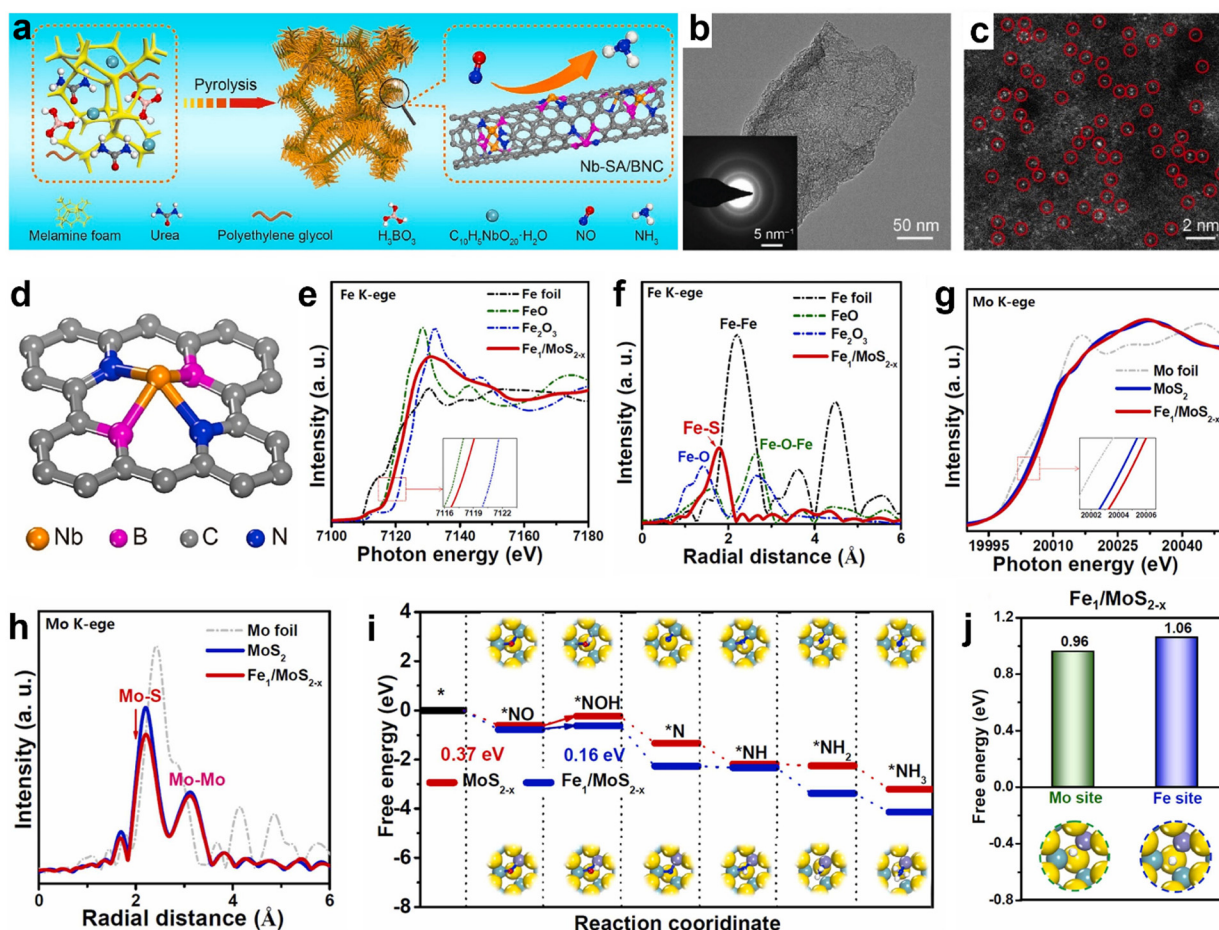 a
Pyrolysis
Nb-SA/BNC
Melamine foam
Urea
Polyethylene glycol
H₃BO₃
C₁₀H₅NbO₂₀·H₂O
NO
NH₃
b
5 nm⁻¹
50 nm
c
2 nm
d
Nb
B
C
N
e
Fe K-ege
Fe foil
FeO
Fe₂O₃
Fe₁/MoS₂₋ₓ
7116 7119 7122
Intensity (a. u.)
7100 7120 7140 7160 7180
Photon energy (eV)
f
Fe K-ege
Fe foil
FeO
Fe₂O₃
Fe₁/MoS₂₋ₓ
Fe-Fe
Fe-S
Fe-O
Fe-O-Fe
Intensity (a. u.)
0 1 2 3 4 5 6
Radial distance (Å)
g
Mo K-ege
Mo foil
MoS₂
Fe₁/MoS₂₋ₓ
20002 20004 20006
Intensity (a. u.)
19995 20010 20025 20040
Photon energy (eV)
h
Mo K-ege
Mo foil
MoS₂
Fe₁/MoS₂₋ₓ
Mo-S
Mo-Mo
Intensity (a. u.)
0 2 4 6
Radial distance (Å)
i
4
2
0
-2
-4
-6
-8
Free energy (eV)
*
*NO
*NOH
*N
*NH
*NH₂
*NH₃
0.37 eV
0.16 eV
MoS₂₋ₓ
Fe₁/MoS₂₋ₓ
Reaction cooridinate
j
Fe₁/MoS₂₋ₓ
1.2
0.8
0.4
0.0
-0.4
-0.8
Free energy (eV)
0.96
1.06
Mo site
Fe site